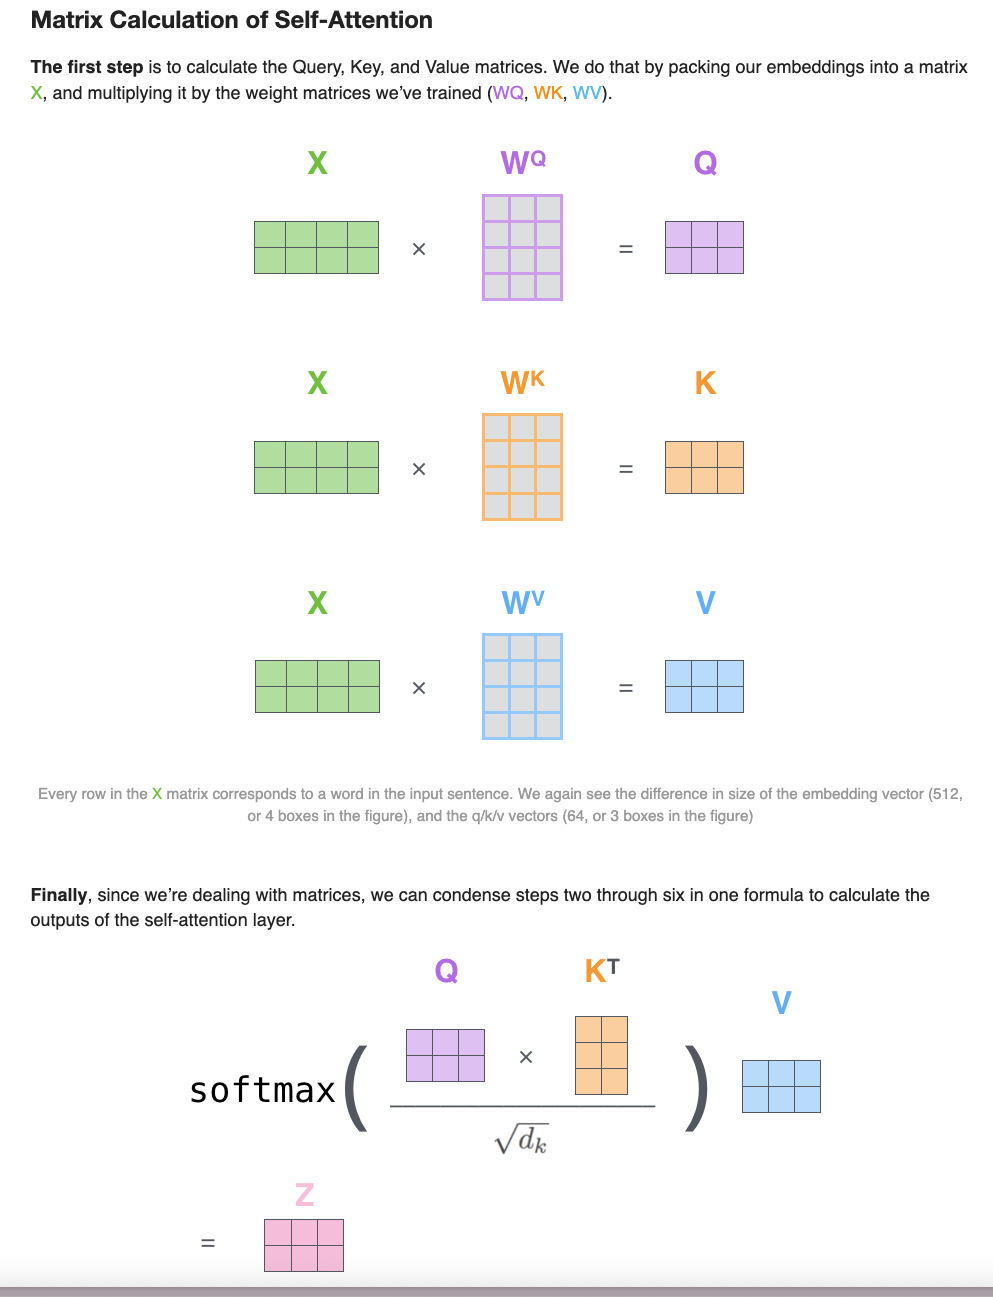 Matrix Calculation of Self-Attention
The first step is to calculate the Query, Key, and Value matrices. We do that by packing our embeddings into a matrix
X, and multiplying it by the weight matrices we’ve trained (WQ, WK, WV).
X WQ Q
× =
X WK K
× =
X WV V
× =
Every row in the X matrix corresponds to a word in the input sentence. We again see the difference in size of the embedding vector (512,
or 4 boxes in the figure), and the q/k/v vectors (64, or 3 boxes in the figure)
Finally, since we’re dealing with matrices, we can condense steps two through six in one formula to calculate the
outputs of the self-attention layer.
Q KT
V
softmax( × )
√dk
Z
=